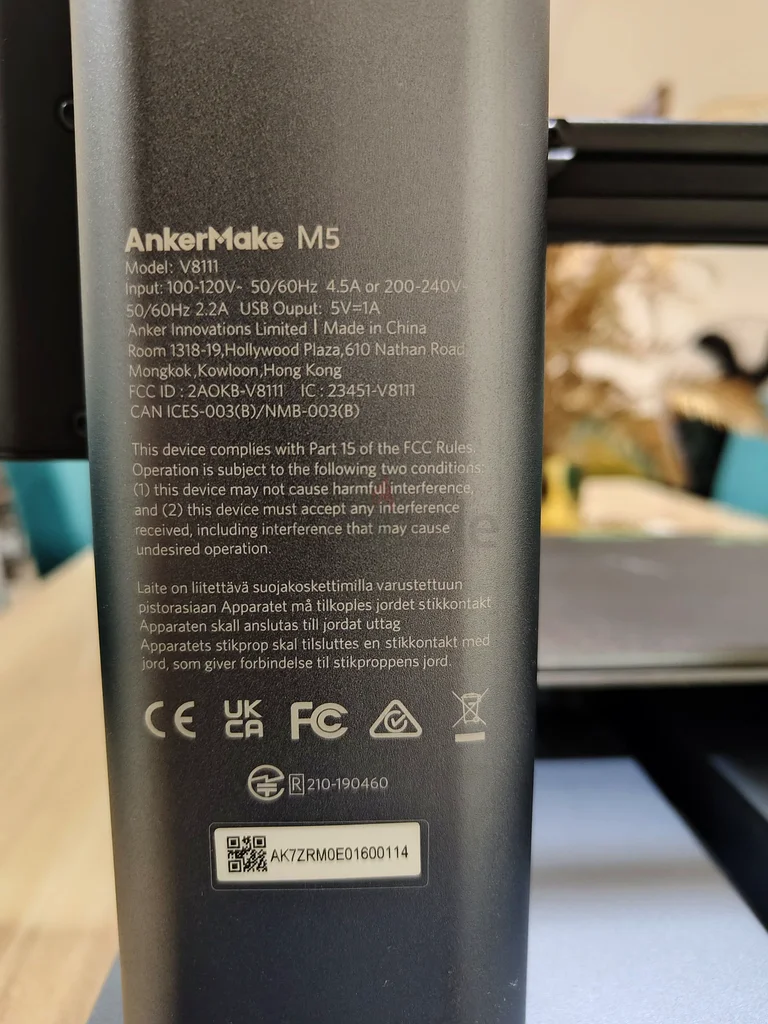 AnkerMake M5
Model: V8111
Input: 100-120V~ 50/60Hz 4.5A or 200-240V~
50/60Hz 2.2A USB Ouput: 5V=1A
Anker Innovations Limited | Made in China
Room 1318-19,Hollywood Plaza,610 Nathan Road
Mongkok,Kowloon,Hong Kong
FCC ID : 2AOKB-V8111 IC : 23451-V8111
CAN ICES-003(B)/NMB-003(B)
This device complies with Part 15 of the FCC Rules.
Operation is subject to the following two conditions:
(1) this device may not cause harmful interference,
and (2) this device must accept any interference
received, including interference that may cause
undesired operation.
Laite on liitettävä suojakoskettimilla varustettuun
pistorasiaan Apparatet må tilkoples jordet stikkontakt
Apparaten skall anslutas till jordat uttag
Apparatets stikprop skal tilsluttes en stikkontakt med
jord, som giver forbindelse til stikproppens jord.
CE UK CA FC
R 210-190460
AK7ZRM0E01600114